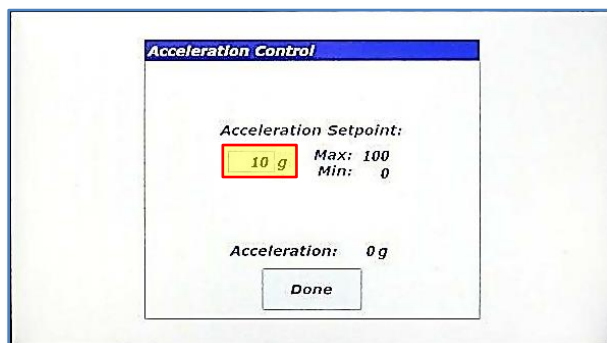 Acceleration Control
Acceleration Setpoint:
10 g Max: 100
Min: 0
Acceleration: 0 g
Done